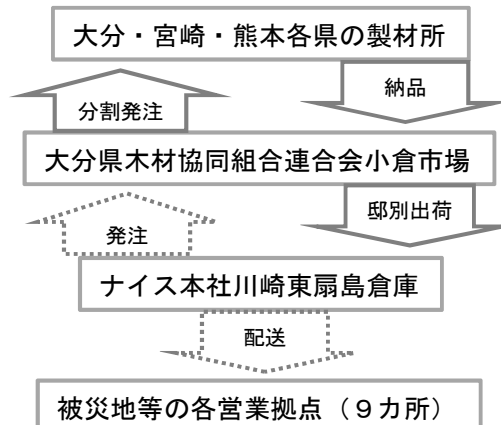 大分・宮崎・熊本各県の製材所
分割発注
納品
大分県木材協同組合連合会小倉市場
発注
邸別出荷
ナイス本社川崎東扇島倉庫
配送
被災地等の各営業拠点（９カ所）